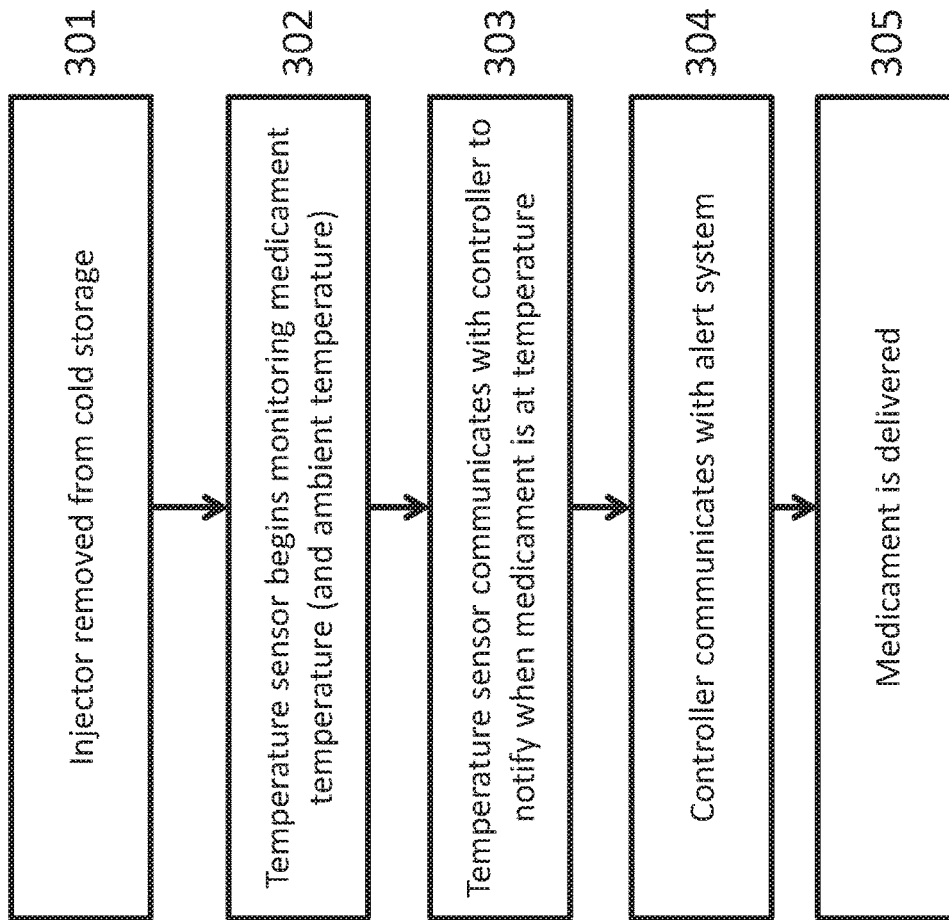 Injector removed from cold storage
301
Temperature sensor begins monitoring medicament
temperature (and ambient temperature)
302
Temperature sensor communicates with controller to
notify when medicament is at temperature
303
Controller communicates with alert system
304
Medicament is delivered
305